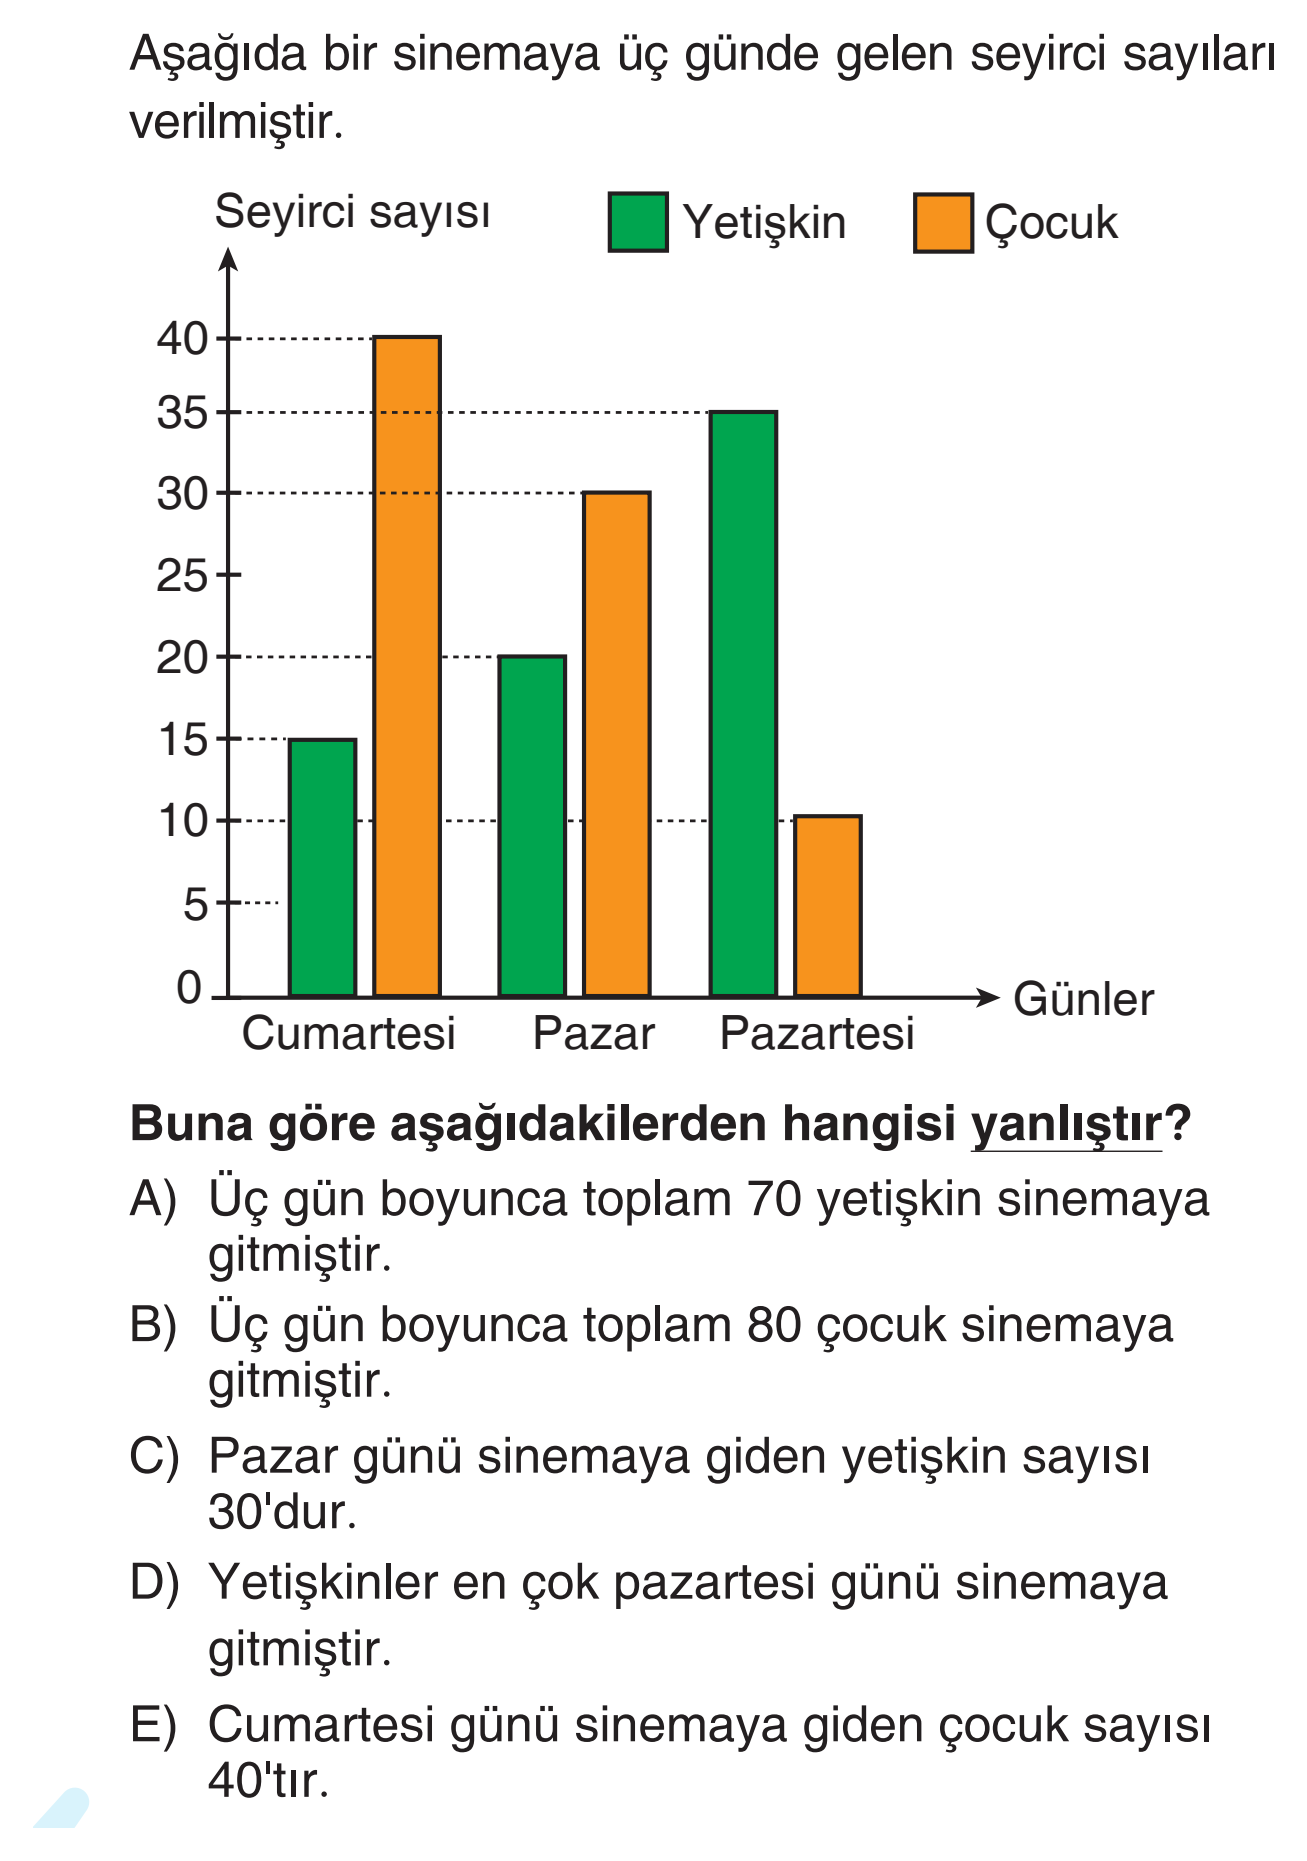 Aşağıda bir sinemaya üç günde gelen seyirci sayıları
verilmiştir.
Seyirci sayısı
Yetişkin
Çocuk
40
35
30
25
20
15
10
5
0
Günler
Cumartesi
Pazar
Pazartesi
Buna göre aşağıdakilerden hangisi yanlıştır?
A) Üç gün boyunca toplam 70 yetişkin sinemaya
gitmiştir.
B) Üç gün boyunca toplam 80 çocuk sinemaya
gitmiştir.
C) Pazar günü sinemaya giden yetişkin sayısı
30'dur.
D) Yetişkinler en çok pazartesi günü sinemaya
gitmiştir.
E) Cumartesi günü sinemaya giden çocuk sayısı
40'tır.